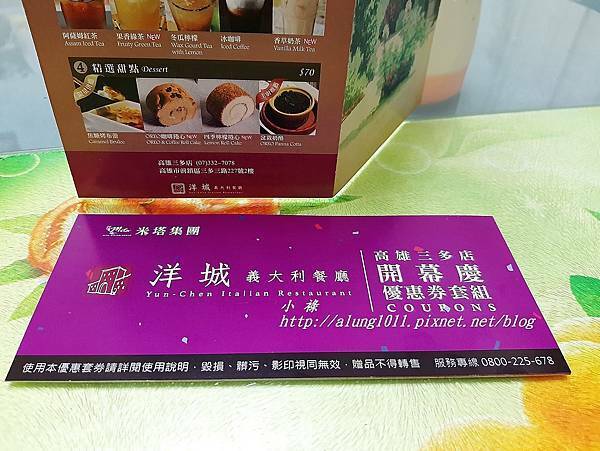 阿薩姆紅茶
Assam Iced Tea
果香綠茶 NEW
Fruity Green Tea
冬瓜檸檬
Wax Gourd Tea
with Lemon
冰咖啡
Iced Coffee
香草奶茶 NEW
Vanilla Milk Tea
4 精選甜點 Dessert $70
焦糖烤布蕾
Caramel Brulee
OREO咖啡捲心 NEW
OREO & Coffee Roll Cake
四季檸檬捲心 NEW
Lemon Roll Cake
盆栽奶酪
OREO Panna Cotta
高雄三多店 (07)332-7078
高雄市前鎮區三多三路227號2樓
洋城 義大利餐廳
米塔集團
洋城 義大利餐廳
Yun-Chen Italian Restaurant
高雄三多店
開幕慶
優惠券套組
COUPONS
小祿
http://alung1011.pixnet.net/blog
使用本優惠套券請詳閱使用說明，毀損、髒污、影印視同無效，贈品不得轉售 服務專線 0800-225-678